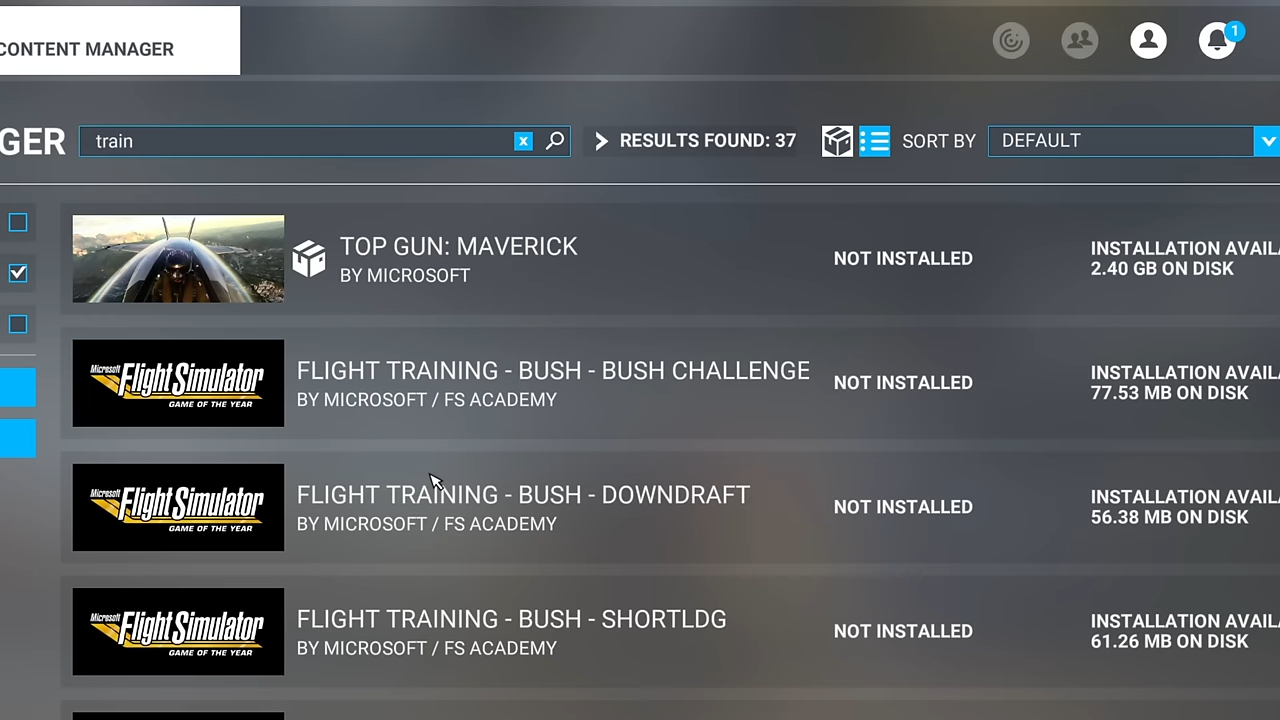 CONTENT MANAGER
1
GER
train
x
RESULTS FOUND: 37
SORT BY
DEFAULT
TOP GUN: MAVERICK
BY MICROSOFT
NOT INSTALLED
INSTALLATION AVAIL
2.40 GB ON DISK
Microsoft
Flight Simulator
GAME OF THE YEAR
FLIGHT TRAINING - BUSH - BUSH CHALLENGE
BY MICROSOFT / FS ACADEMY
NOT INSTALLED
INSTALLATION AVAIL
77.53 MB ON DISK
Microsoft
Flight Simulator
GAME OF THE YEAR
FLIGHT TRAINING - BUSH - DOWNDRAFT
BY MICROSOFT / FS ACADEMY
NOT INSTALLED
INSTALLATION AVAIL
56.38 MB ON DISK
Microsoft
Flight Simulator
GAME OF THE YEAR
FLIGHT TRAINING - BUSH - SHORTLDG
BY MICROSOFT / FS ACADEMY
NOT INSTALLED
INSTALLATION AVAIL
61.26 MB ON DISK